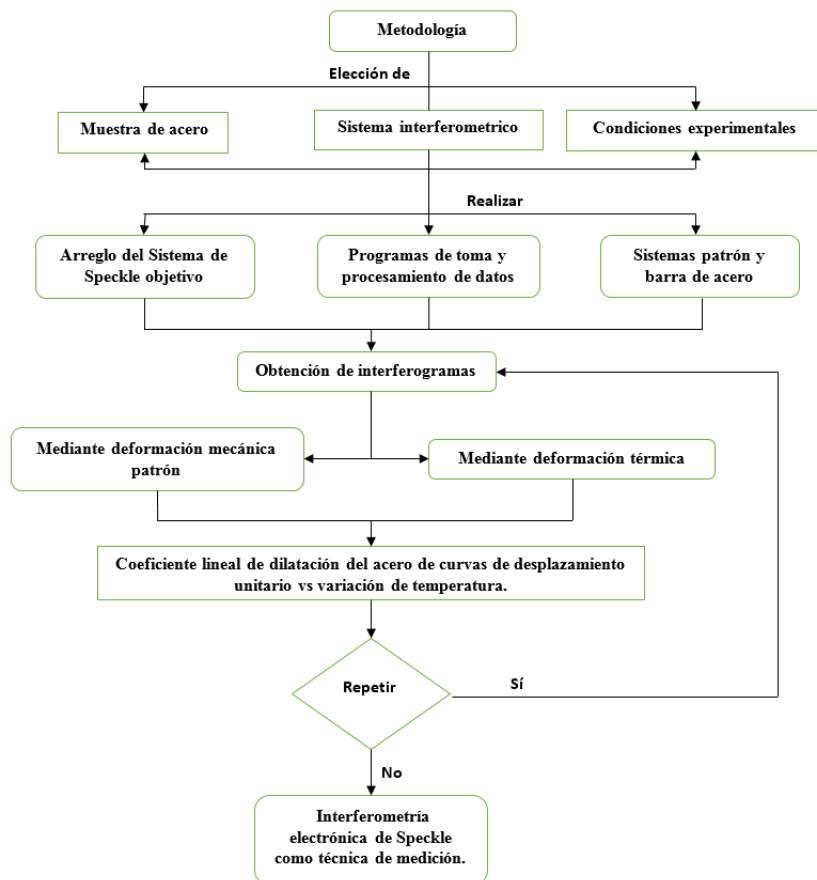 Metodología
Elección de
Muestra de acero
Sistema interferometrico
Condiciones experimentales
Realizar
Arreglo del Sistema de
Speckle objetivo
Programas de toma y
procesamiento de datos
Sistemas patrón y
barra de acero
Obtención de interferogramas
Mediante deformación mecánica
patrón
Mediante deformación térmica
Coeficiente lineal de dilatación del acero de curvas de desplazamiento
unitario vs variación de temperatura.
Repetir
Sí
No
Interferometría
electrónica de Speckle
como técnica de medición.